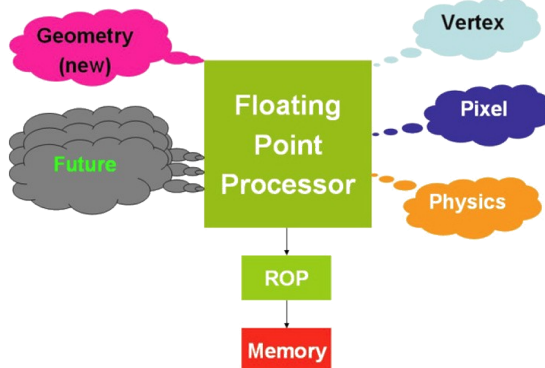 Geometry
(new)
Vertex
Floating
Point
Processor
Pixel
Future
Physics
ROP
Memory